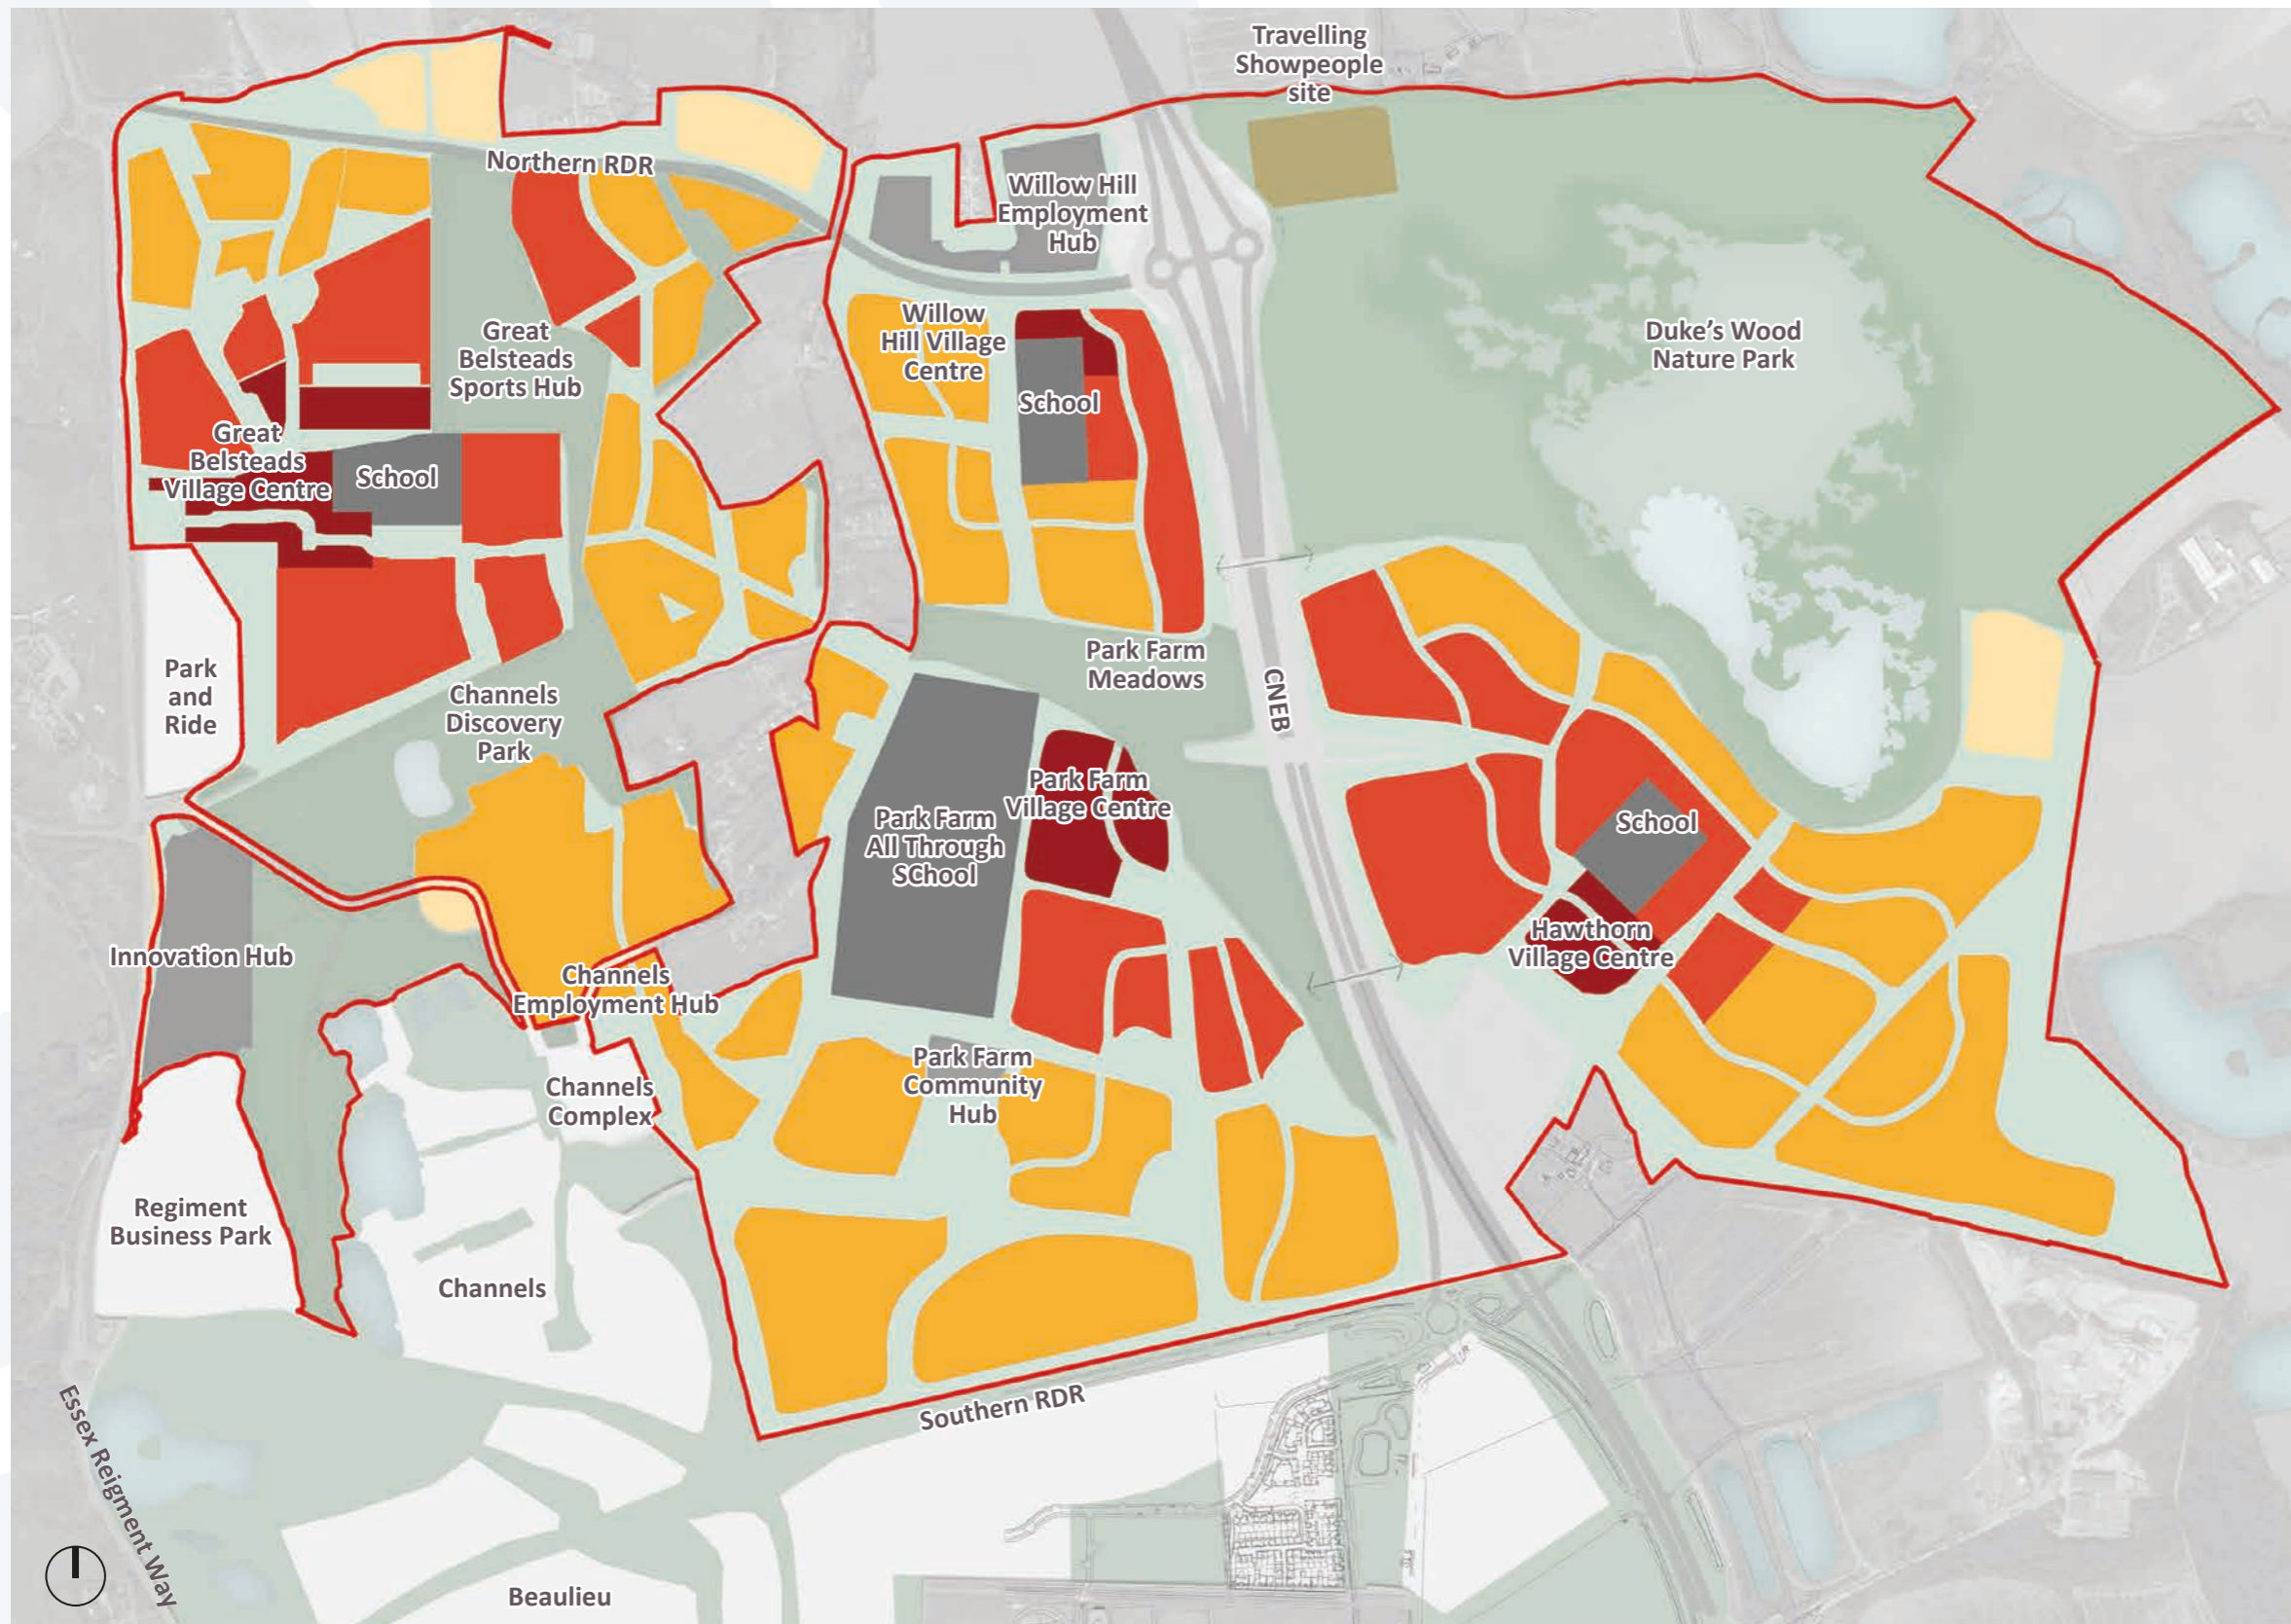 Travelling
Showpeople
site
Northern RDR
Willow Hill
Employment
Hub
Great
Belsteads
Sports Hub
Willow
Hill Village
Centre
Duke's Wood
Nature Park
School
Great
Belsteads
Village Centre
School
Park Farm
Meadows
Park
and
Ride
Channels
Discovery
Park
CNEB
Park Farm
Village Centre
Park Farm
All Through
SChool
School
Innovation Hub
Hawthorn
Village Centre
Channels
Employment Hub
Park Farm
Community
Hub
Channels
Complex
Regiment
Business Park
Channels
Southern RDR
Essex Reigment Way
Beaulieu